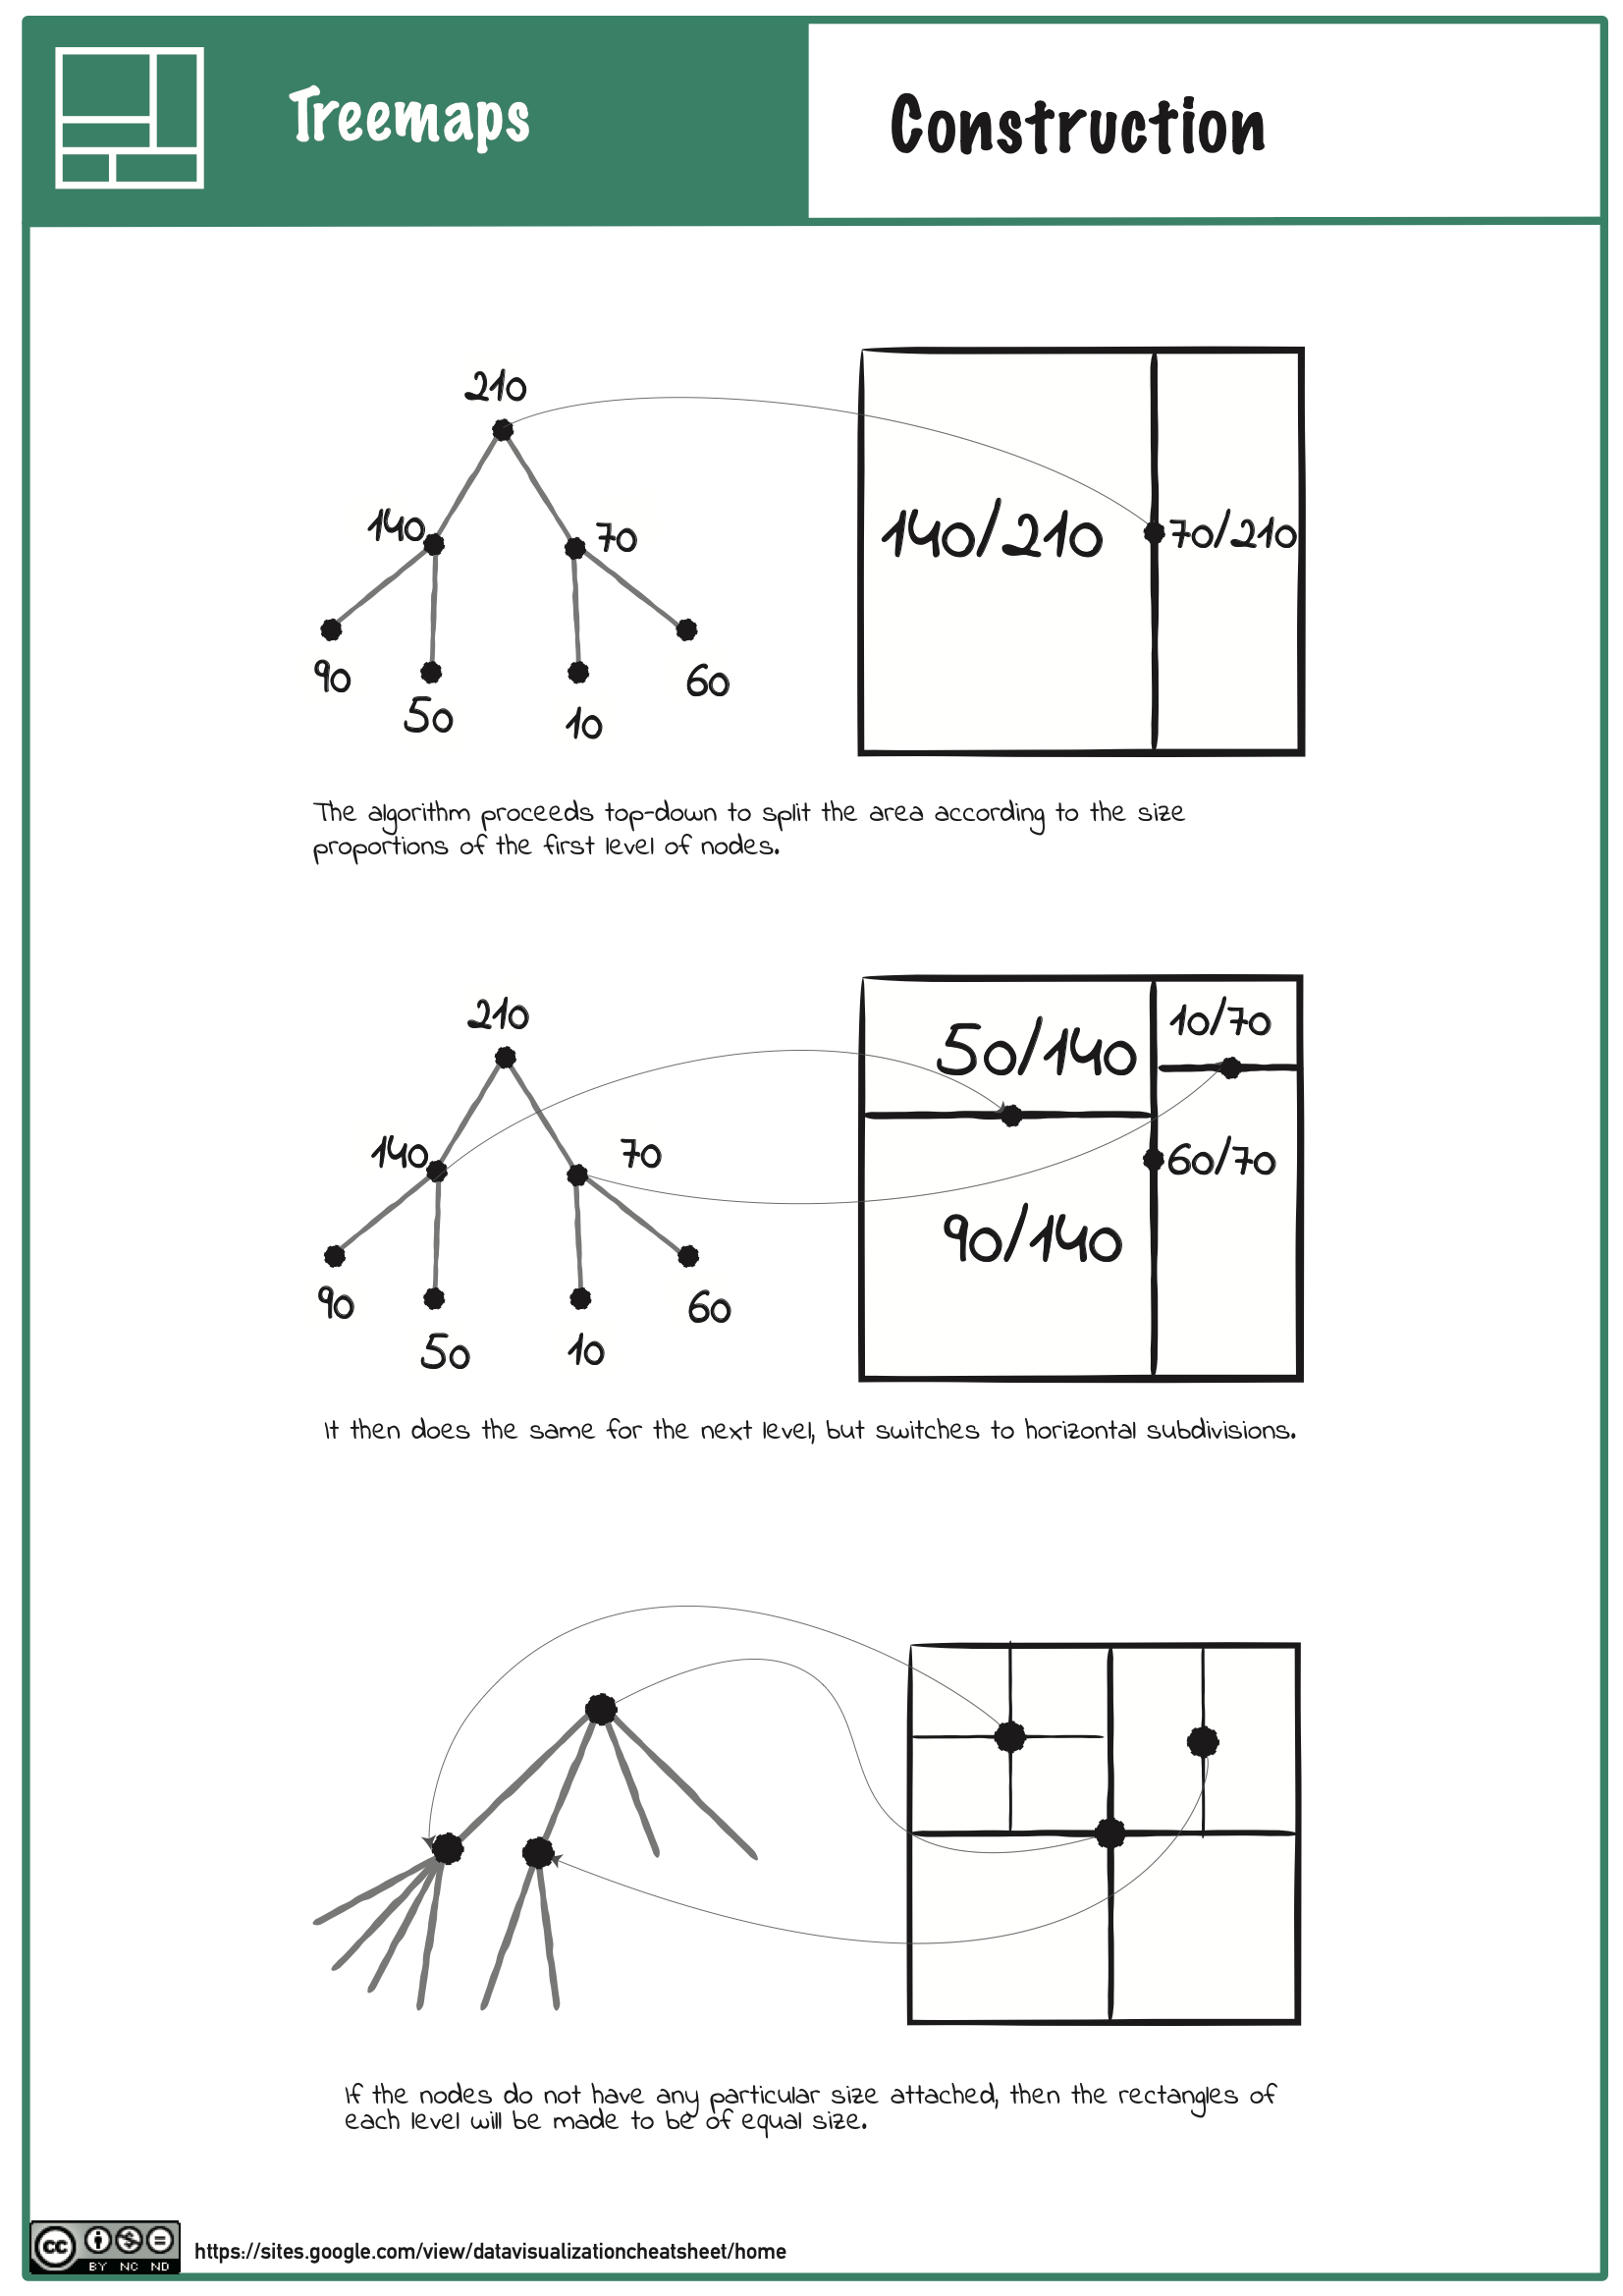 Treemaps
Construction
210
140
70
90
50
10
60
140/210
70/210
The algorithm proceeds top-down to split the area according to the size
proportions of the first level of nodes.
210
140
70
90
50
10
60
50/140
10/70
60/70
90/140
It then does the same for the next level, but switches to horizontal subdivisions.
If the nodes do not have any particular size attached, then the rectangles of
each level will be made to be of equal size.
cc
BY NC ND
https://sites.google.com/view/datavisualizationcheatsheet/home